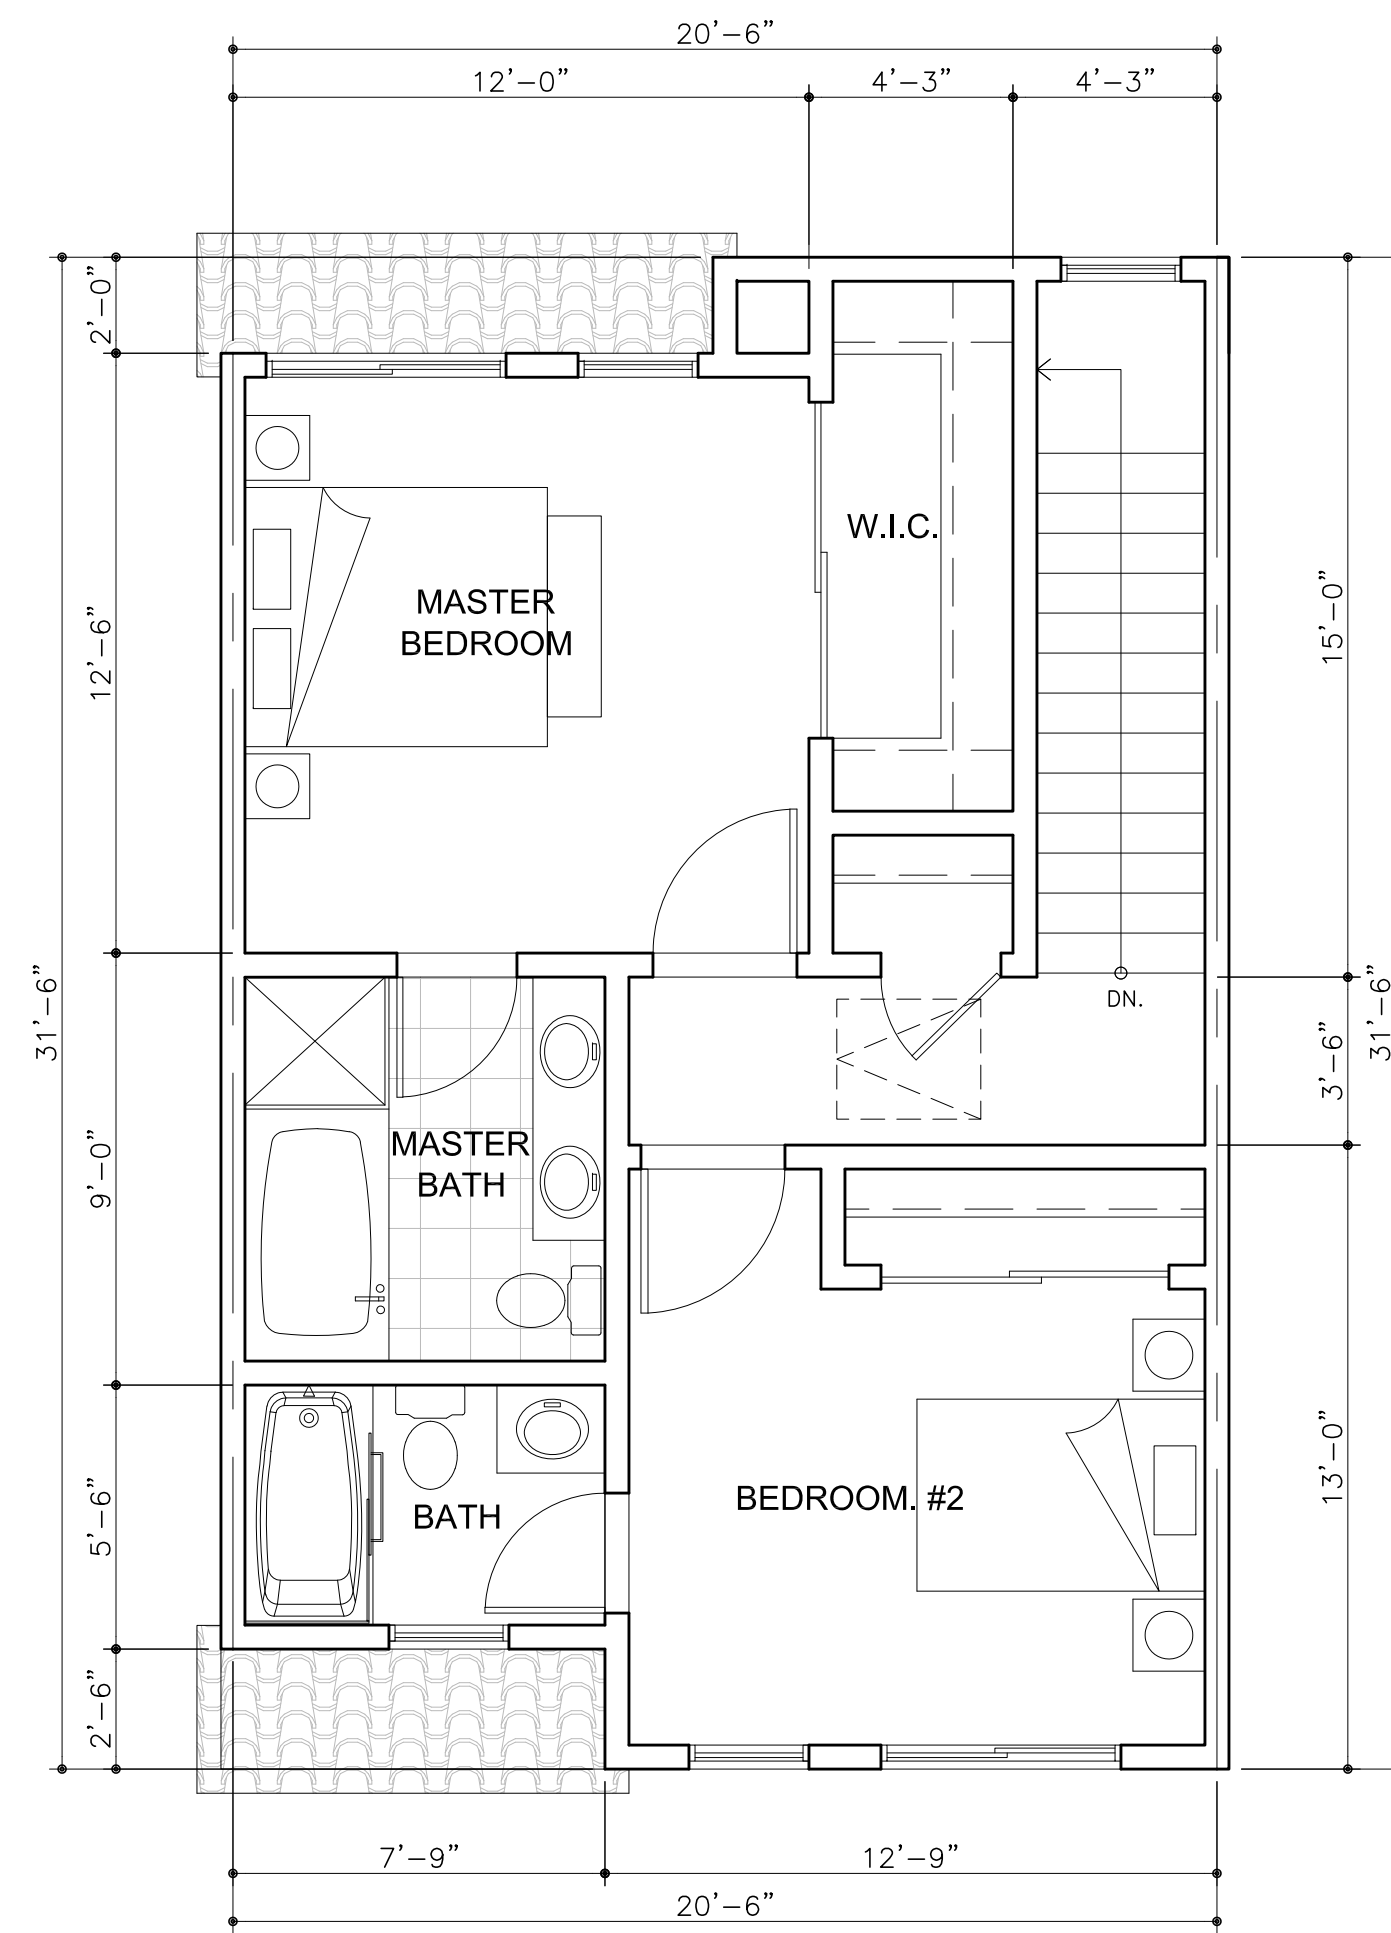 20'-6"
12'-0"
4'-3"
4'-3"
2'-0"
W.I.C.
MASTER
BEDROOM
12'-6"
15'-0"
31'-6"
DN.
3'-6"
31'-6"
MASTER
BATH
9'-0"
13'-0"
BEDROOM. #2
BATH
5'-6"
2'-6"
7'-9"
12'-9"
20'-6"